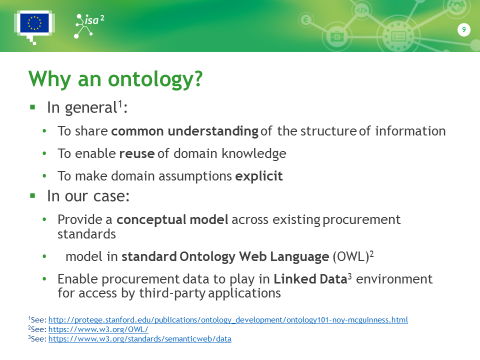 isa²
9
Why an ontology?
▪ In general¹:
• To share common understanding of the structure of information
• To enable reuse of domain knowledge
• To make domain assumptions explicit
▪ In our case:
• Provide a conceptual model across existing procurement
standards
• model in standard Ontology Web Language (OWL)²
• Enable procurement data to play in Linked Data³ environment
for access by third-party applications
¹See: http://protege.stanford.edu/publications/ontology_development/ontology101-noy-mcguinness.html
²See: https://www.w3.org/OWL/
³See: https://www.w3.org/standards/semanticweb/data